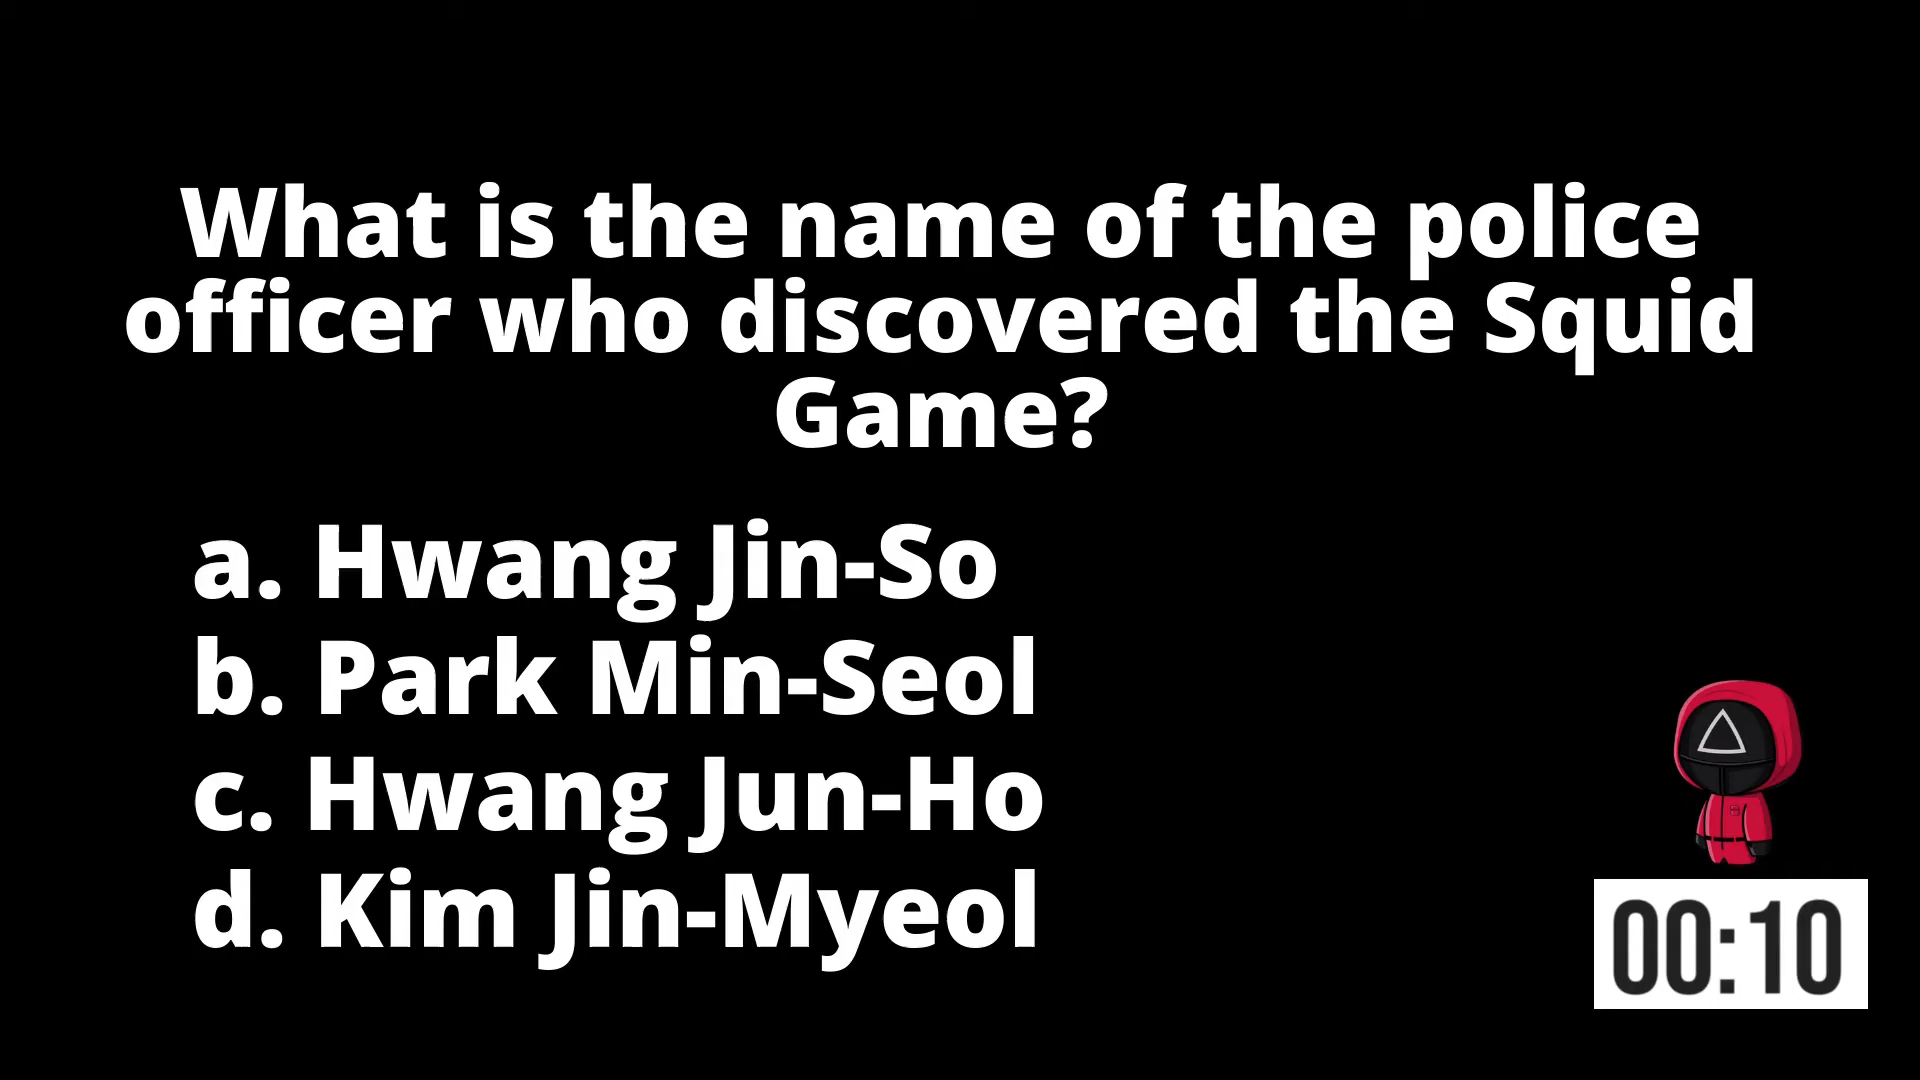 What is the name of the police
officer who discovered the Squid
Game?
a. Hwang Jin-So
b. Park Min-Seol
c. Hwang Jun-Ho
d. Kim Jin-Myeol
00:10